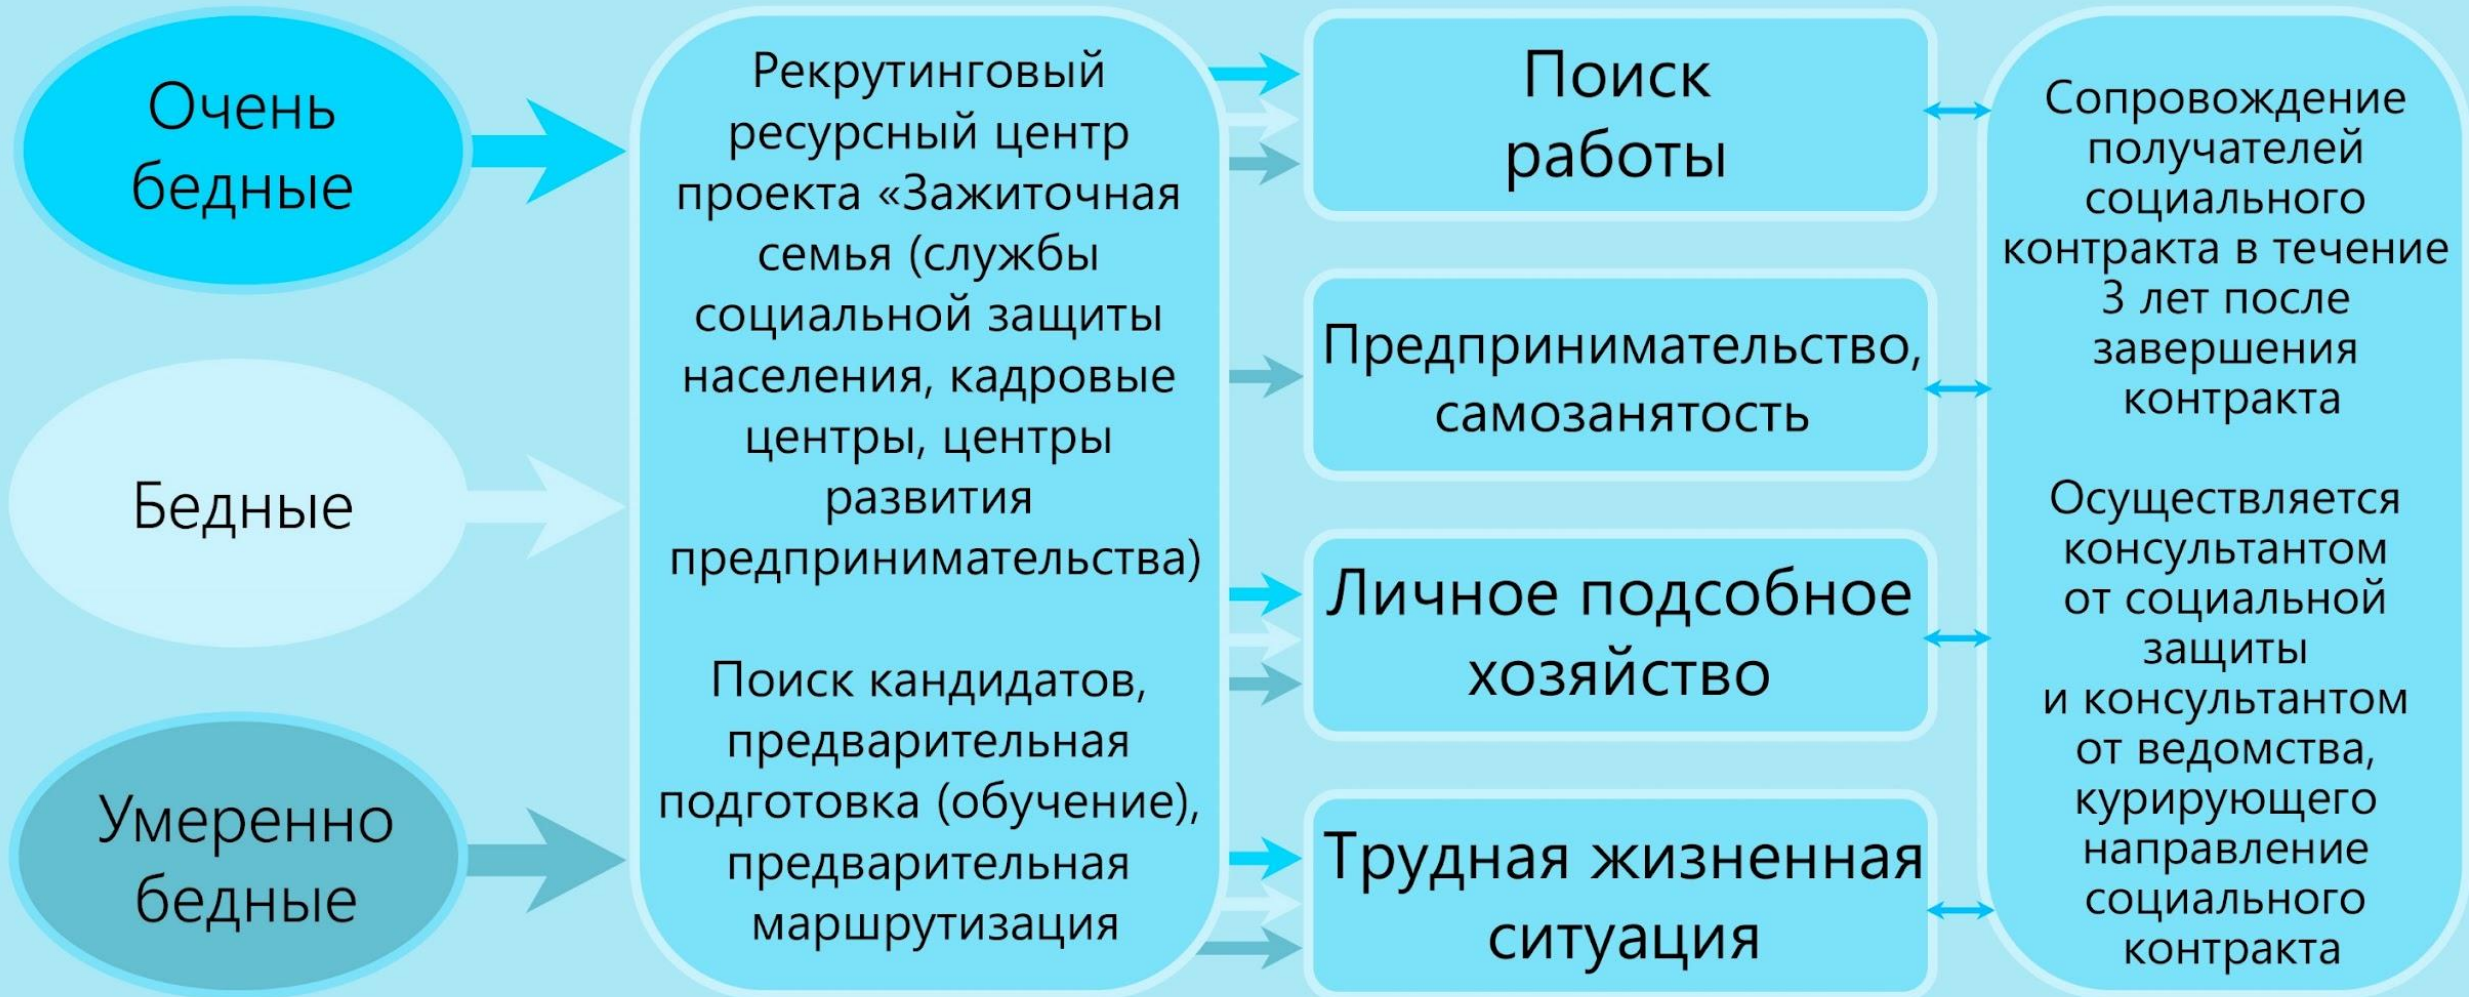 Очень
бедные
Бедные
Умеренно
бедные
Рекрутинговый
ресурсный центр
проекта «Зажиточная
семья (службы
социальной защиты
населения, кадровые
центры, центры
развития
предпринимательства)
Поиск кандидатов,
предварительная
подготовка (обучение),
предварительная
маршрутизация
Поиск
работы
Предпринимательство,
самозанятость
Личное подсобное
хозяйство
Трудная жизненная
ситуация
Сопровождение
получателей
социального
контракта в течение
3 лет после
завершения
контракта
Осуществляется
консультантом
от социальной
защиты
и консультантом
от ведомства,
курирующего
направление
социального
контракта